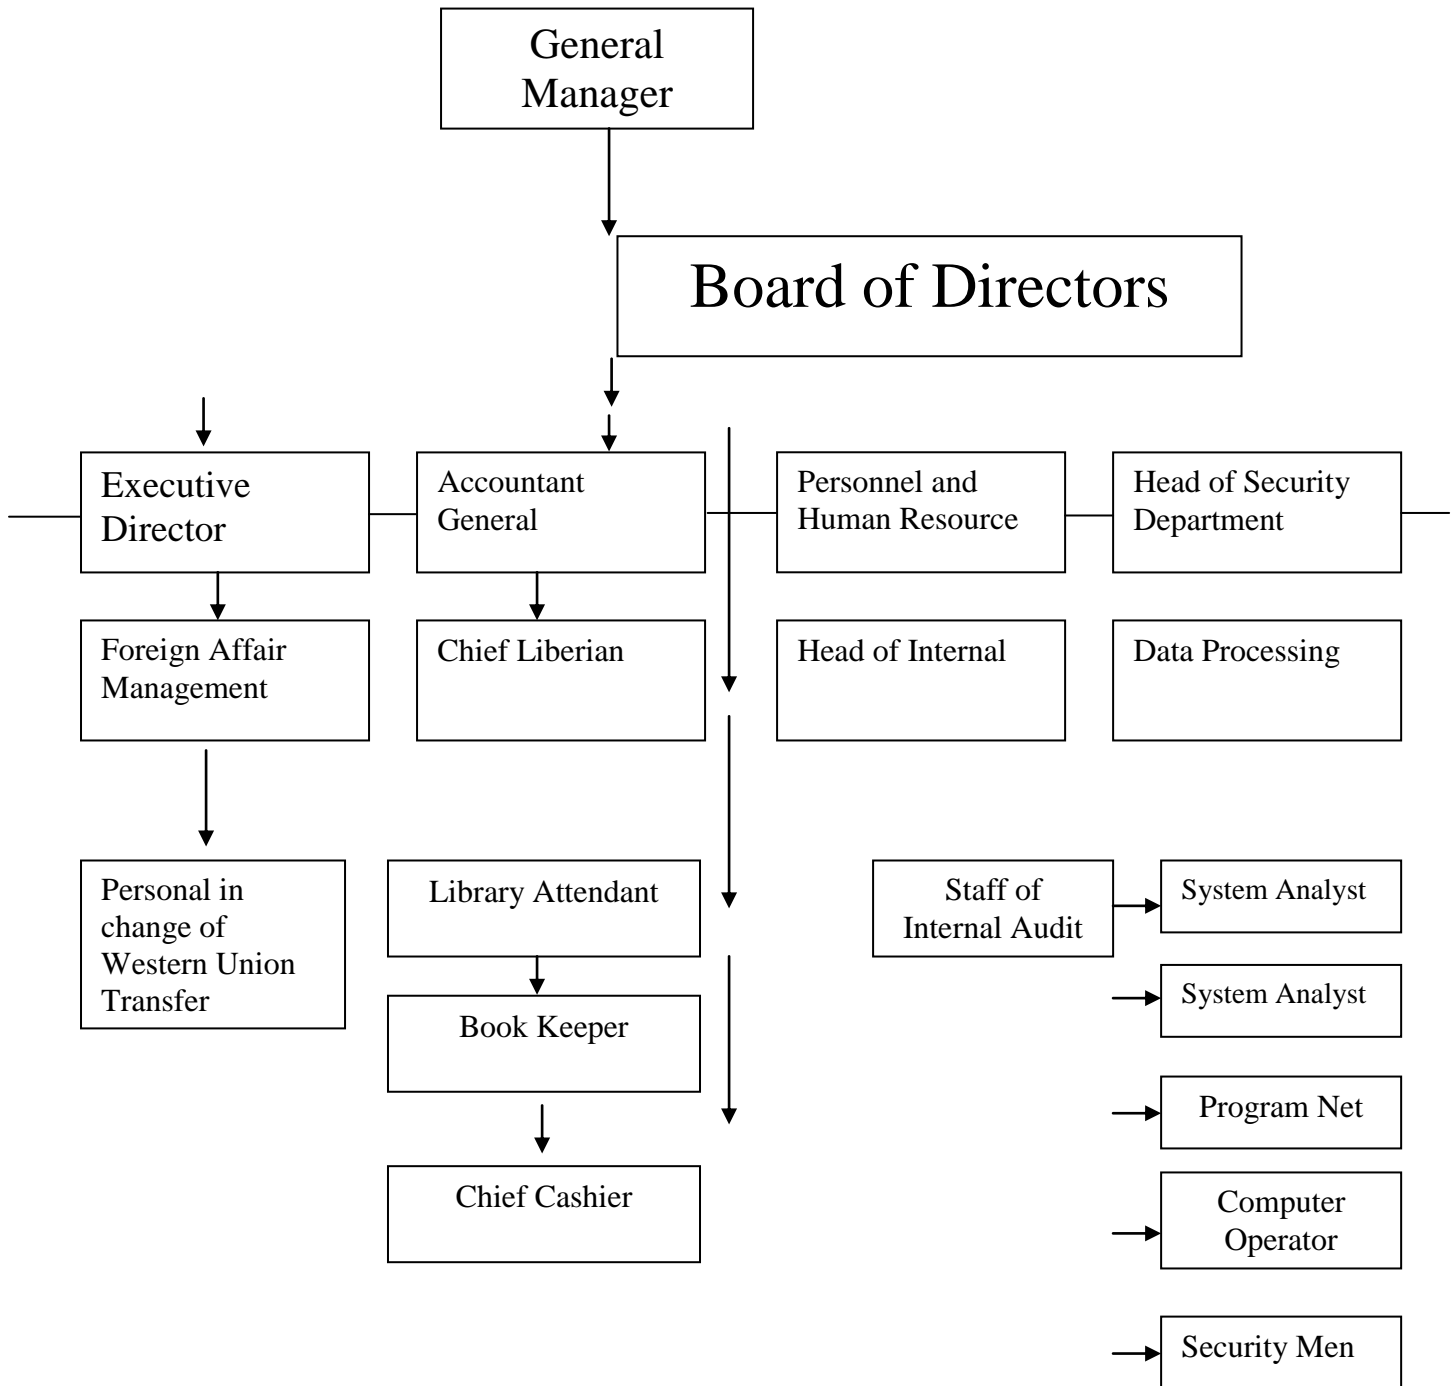 General
Manager
Board of Directors
Executive
Director
Accountant
General
Personnel and
Human Resource
Head of Security
Department
Foreign Affair
Management
Chief Liberian
Head of Internal
Data Processing
Personal in
change of
Western Union
Transfer
Library Attendant
Staff of
Internal Audit
System Analyst
System Analyst
Book Keeper
Program Net
Chief Cashier
Computer
Operator
Security Men